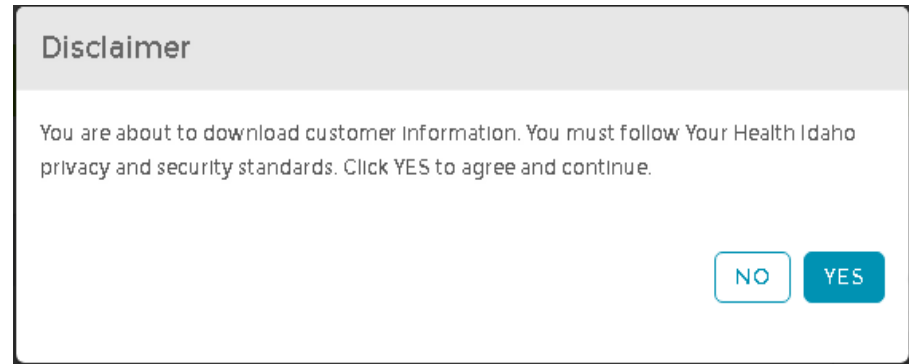 Disclaimer
You are about to download customer information. You must follow Your Health Idaho
privacy and security standards. Click YES to agree and continue.
NO YES